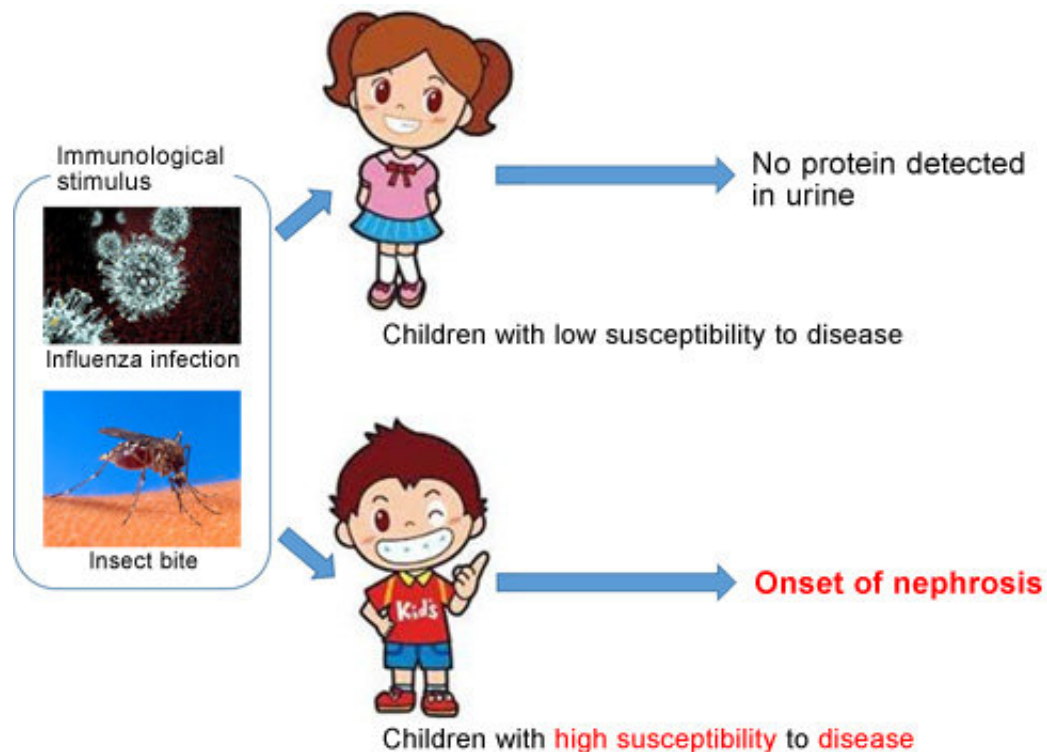 Immunological
stimulus
Influenza infection
Insect bite
No protein detected
in urine
Children with low susceptibility to disease
Kid's
Onset of nephrosis
Children with high susceptibility to disease